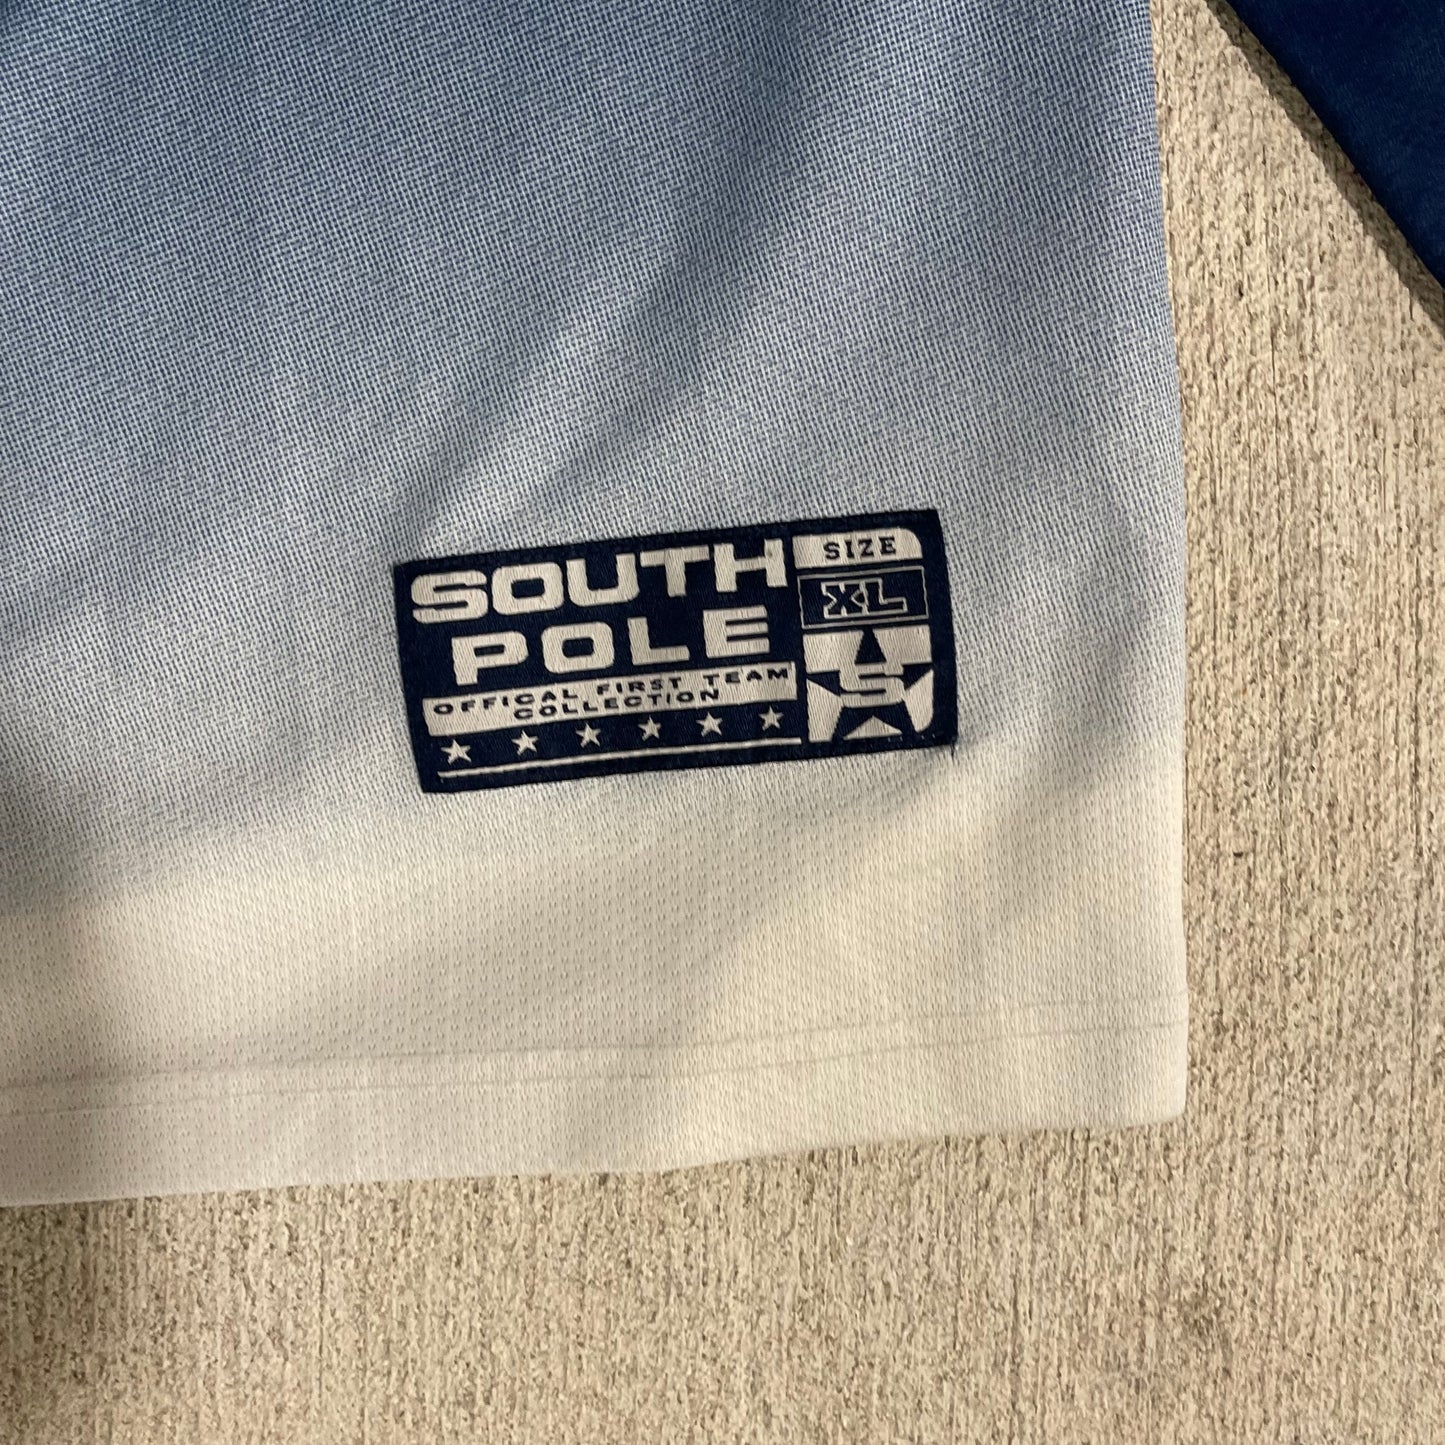 SOUTH
POLE
OFFICAL FIRST TEAM
COLLECTION
SIZE
XL
S